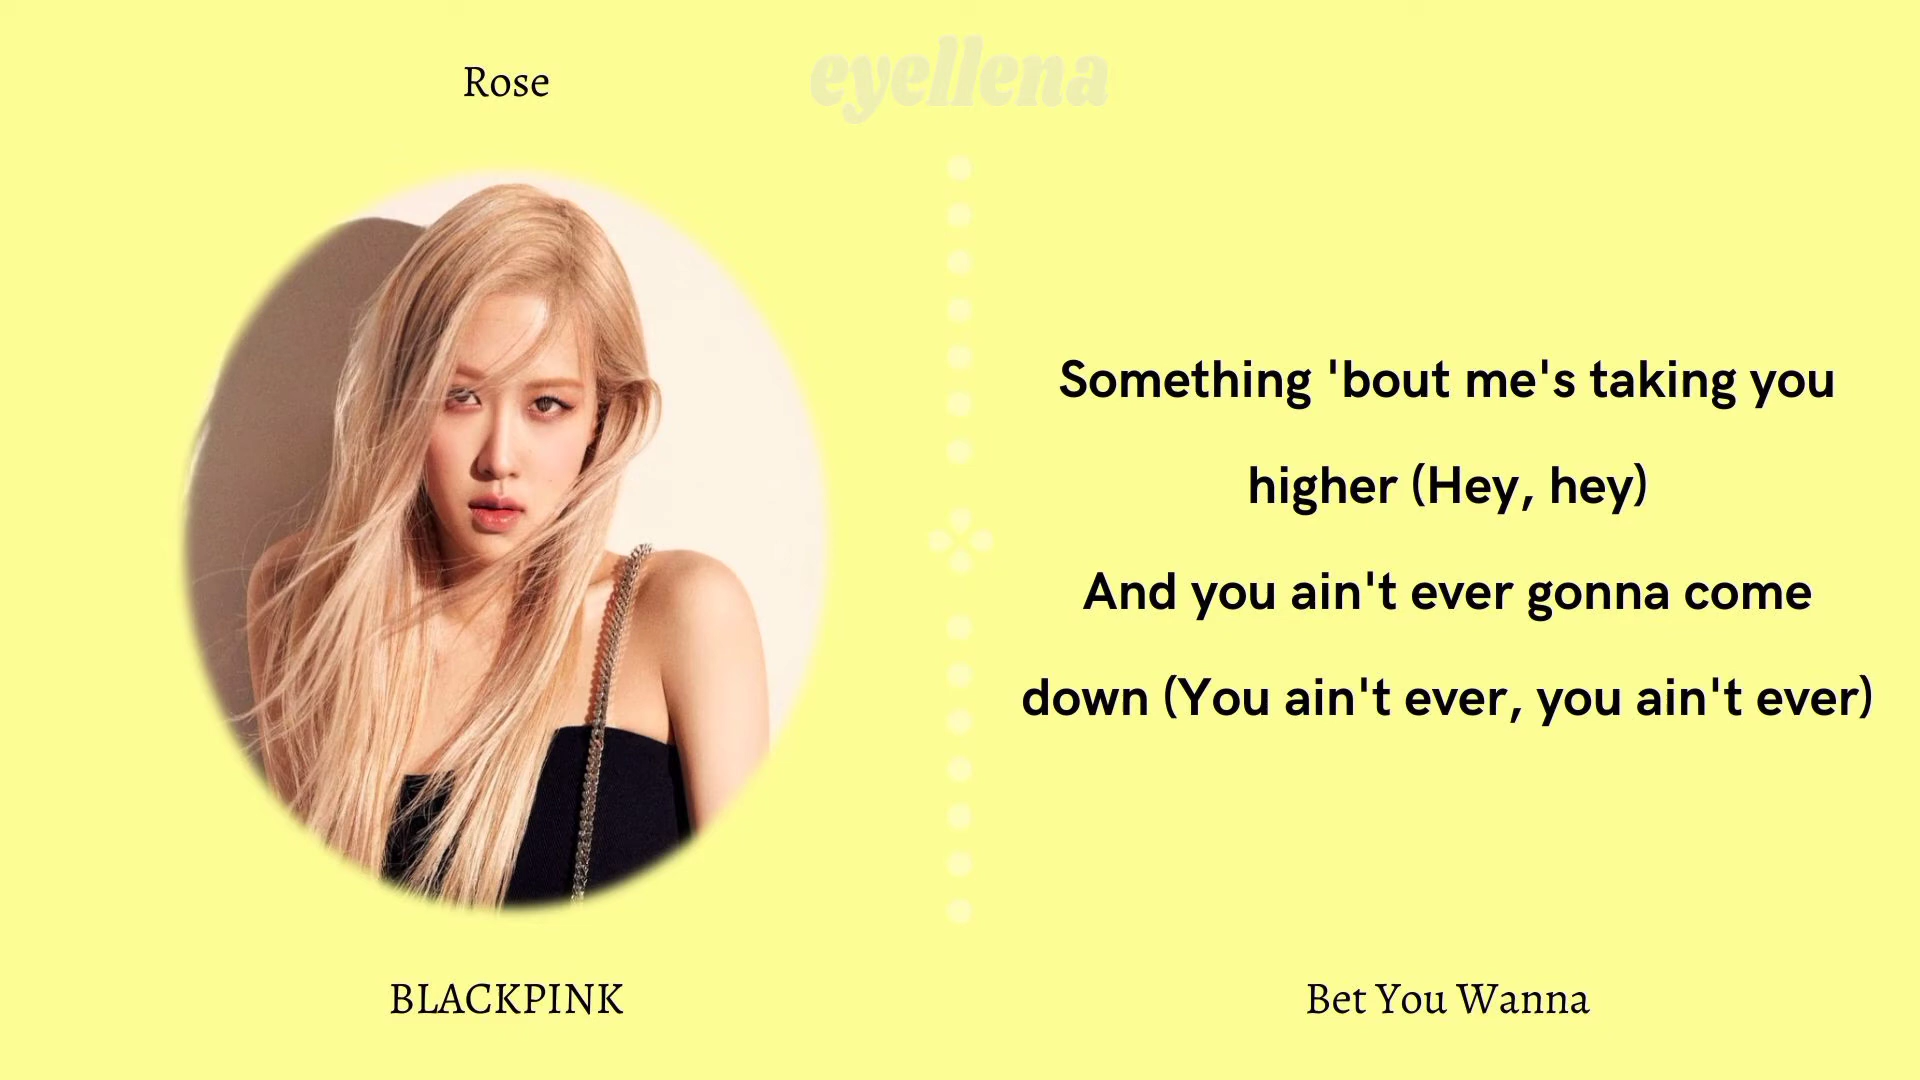 Rose
eyellena
Something 'bout me's taking you
higher (Hey, hey)
And you ain't ever gonna come
down (You ain't ever, you ain't ever)
BLACKPINK
Bet You Wanna